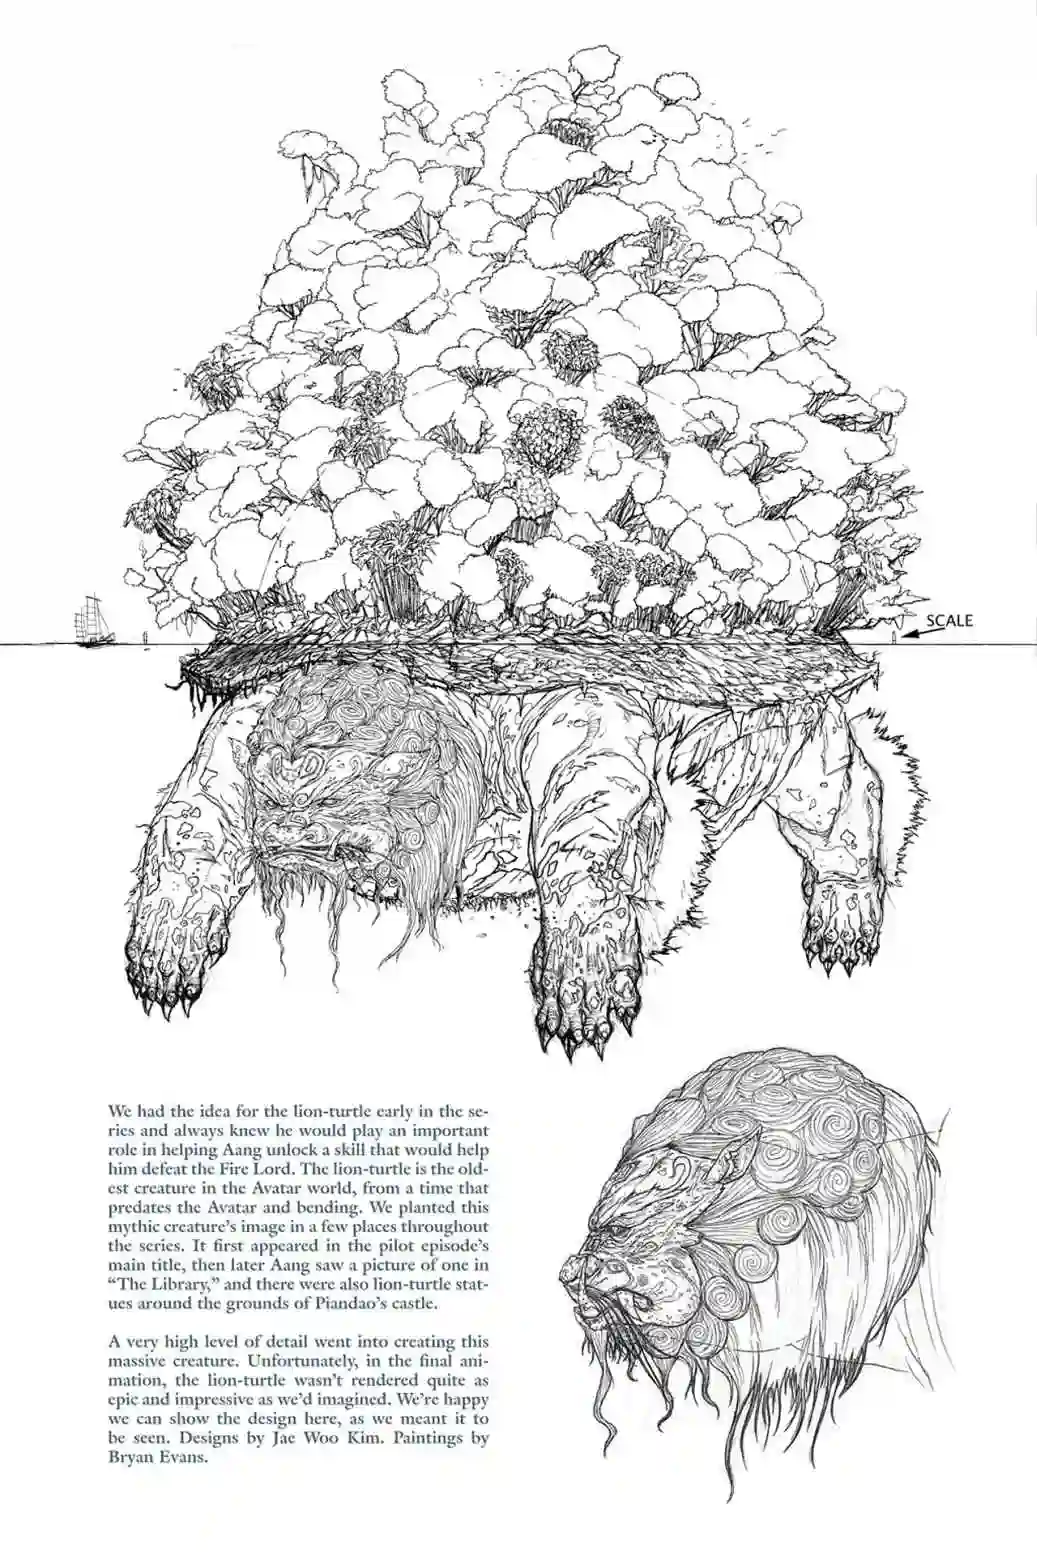 SCALE
We had the idea for the lion-turtle early in the se-
ries and always knew he would play an important
role in helping Aang unlock a skill that would help
him defeat the Fire Lord. The lion-turtle is the old-
est creature in the Avatar world, from a time that
predates the Avatar and bending. We planted this
mythic creature's image in a few places throughout
the series. It first appeared in the pilot episode's
main title, then later Aang saw a picture of one in
“The Library,” and there were also lion-turtle stat-
ues around the grounds of Piandao's castle.
A very high level of detail went into creating this
massive creature. Unfortunately, in the final ani-
mation, the lion-turtle wasn't rendered quite as
epic and impressive as we'd imagined. We're happy
we can show the design here, as we meant it to
be seen. Designs by Jae Woo Kim. Paintings by
Bryan Evans.